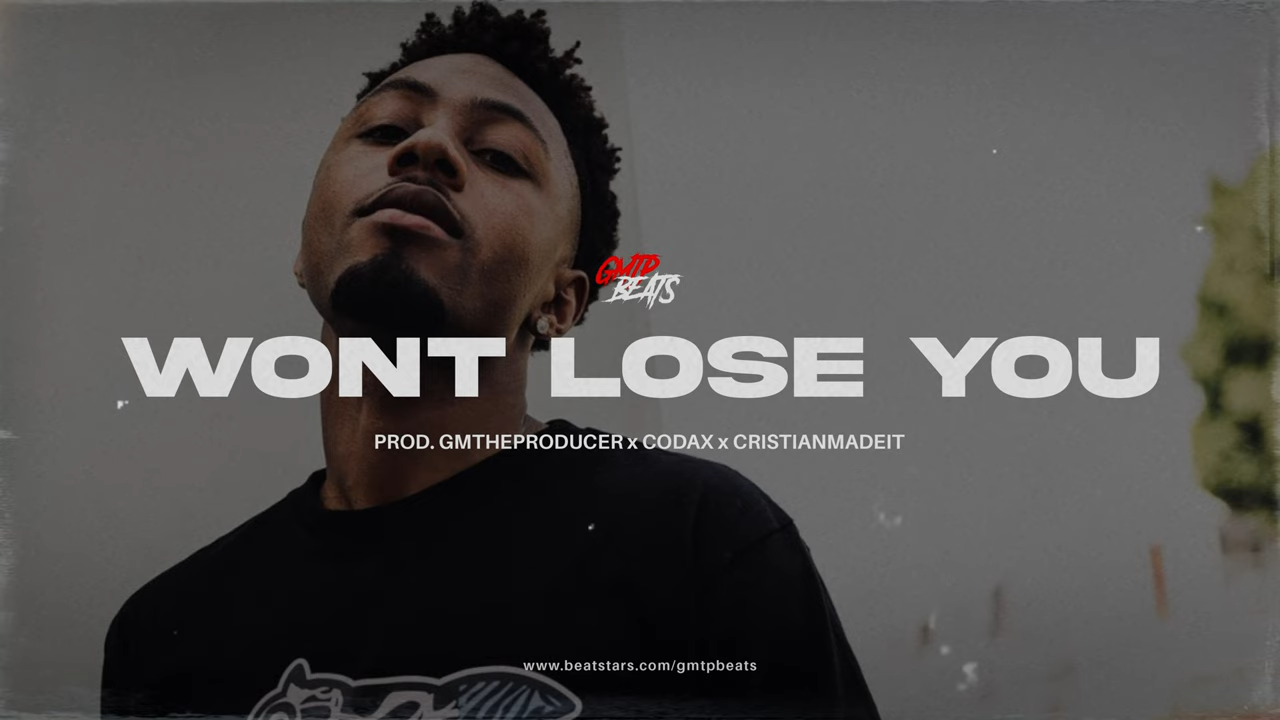 GMTP
BEATS
WONT LOSE YOU
PROD. GMTHEPRODUCER x CODAX x CRISTIANMADEIT
www.beatstars.com/gmtpbeats